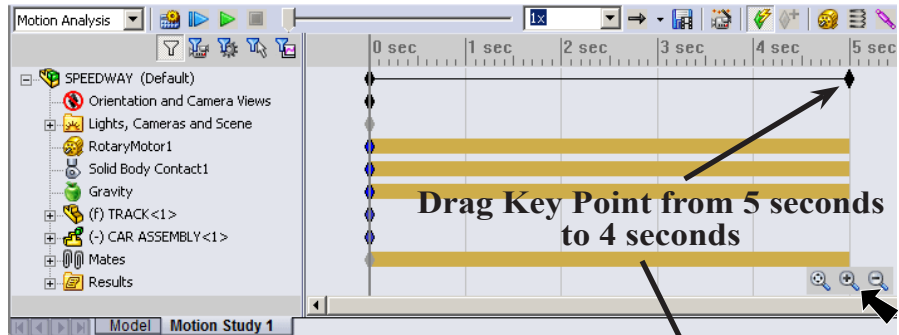 Motion Analysis 1x
0 sec 1 sec 2 sec 3 sec 4 sec 5 sec
SPEEDWAY (Default)
Orientation and Camera Views
Lights, Cameras and Scene
RotaryMotor1
Solid Body Contact1
Gravity
(f) TRACK<1>
(-) CAR ASSEMBLY<1>
Mates
Results
Drag Key Point from 5 seconds
to 4 seconds
Model Motion Study 1